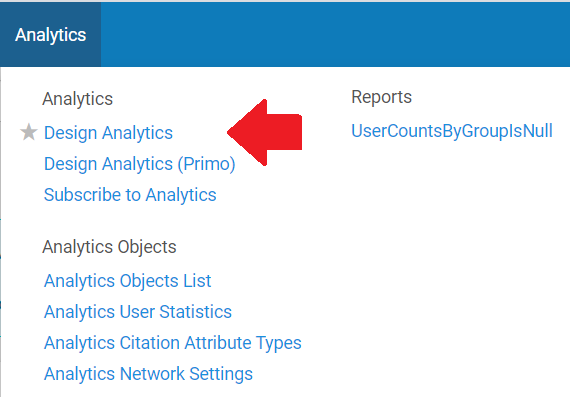 Analytics
Analytics
Design Analytics
Design Analytics (Primo)
Subscribe to Analytics
Analytics Objects
Analytics Objects List
Analytics User Statistics
Analytics Citation Attribute Types
Analytics Network Settings
Reports
UserCountsByGroupIsNull